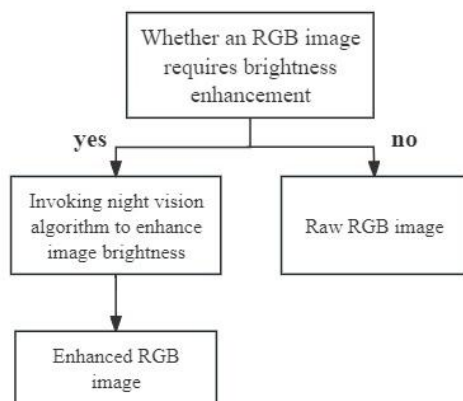 Whether an RGB image
requires brightness
enhancement
yes
no
Invoking night vision
algorithm to enhance
image brightness
Raw RGB image
Enhanced RGB
image